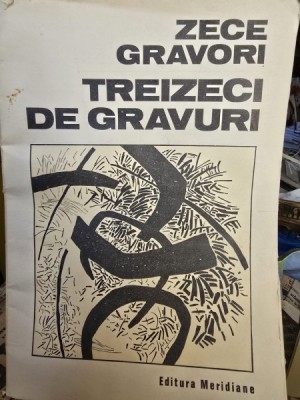 ZECE
GRAVORI
TREIZECI
DE GRAVURI
Editura Meridiane